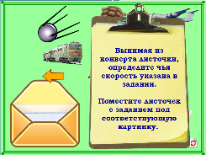 Вынимая из
конверта листочки,
определите чья
скорость указана в
задании.
Поместите листочек
с заданием под
соответствующую
картинку.